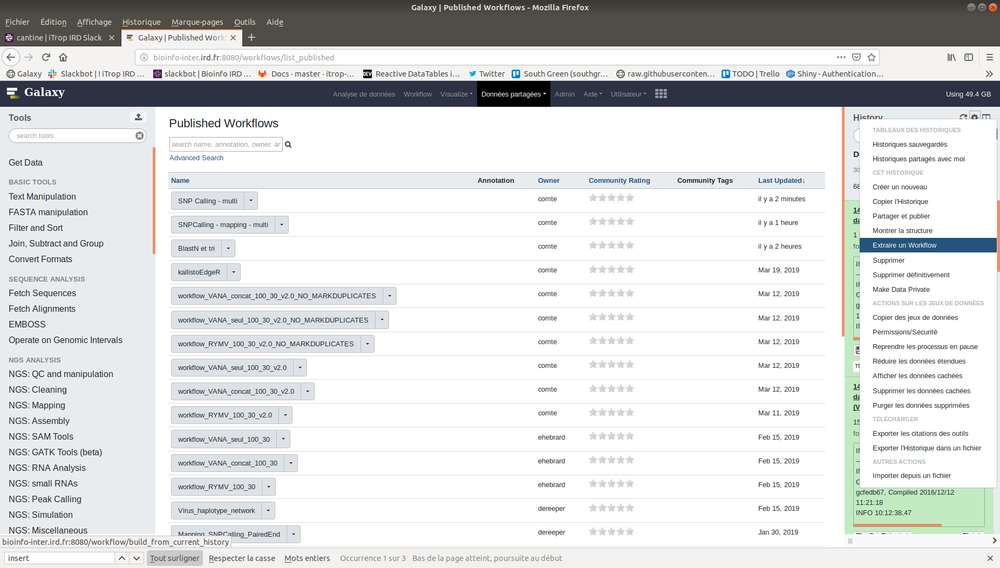 Galaxy | Published Workflows - Mozilla Firefox
Fichier Édition Affichage Historique Marque-pages Outils Aide
cantine | iTrop IRD Slack
Galaxy | Published Work
bioinfo-inter.ird.fr:8080/workflows/list_published
Galaxy Slackbot | ! iTrop IRD ... slackbot | Bioinfo IRD ... Docs · master · itrop-... Reactive DataTables i... Twitter South Green (southgr... raw.githubuserconten... TODO | Trello Shiny - Authentication...
Galaxy Analyse de données Workflow Visualize Données partagées Admin Aide Utilisateur Using 49.4 GB
Tools
search tools
Get Data
BASIC TOOLS
Text Manipulation
FASTA manipulation
Filter and Sort
Join, Subtract and Group
Convert Formats
SEQUENCE ANALYSIS
Fetch Sequences
Fetch Alignments
EMBOSS
Operate on Genomic Intervals
NGS ANALYSIS
NGS: QC and manipulation
NGS: Cleaning
NGS: Mapping
NGS: Assembly
NGS: SAM Tools
NGS: GATK Tools (beta)
NGS: RNA Analysis
NGS: small RNAs
NGS: Peak Calling
NGS: Simulation
NGS: Miscellaneous
Published Workflows
search name, annotation, owner, ar
Advanced Search
Name Annotation Owner Community Rating Community Tags Last Updated↓
SNP Calling - multi comte il y a 2 minutes
SNPCalling - mapping - multi comte il y a 1 heure
BlastN et tri comte il y a 2 heures
kallistoEdgeR comte Mar 19, 2019
workflow_VANA_concat_100_30_v2.0_NO_MARKDUPLICATES comte Mar 12, 2019
workflow_VANA_seul_100_30_v2.0_NO_MARKDUPLICATES comte Mar 12, 2019
workflow_RYMV_100_30_v2.0_NO_MARKDUPLICATES comte Mar 12, 2019
workflow_VANA_seul_100_30_v2.0 comte Mar 12, 2019
workflow_VANA_concat_100_30_v2.0 comte Mar 12, 2019
workflow_RYMV_100_30_v2.0 comte Mar 11, 2019
workflow_VANA_seul_100_30 ehebrard Feb 15, 2019
workflow_VANA_concat_100_30 ehebrard Feb 15, 2019
workflow_RYMV_100_30 ehebrard Feb 15, 2019
Virus_haplotype_network dereeper Feb 15, 2019
Mapping_SNPCalling_PairedEnd dereeper Jan 30, 2019
History
TABLEAUX DES HISTORIQUES
Historiques sauvegardés
Historiques partagés avec moi
CET HISTORIQUE
Créer un nouveau
Copier l'Historique
Partager et publier
Montrer la structure
Extraire un Workflow
Supprimer
Supprimer définitivement
Make Data Private
ACTIONS SUR LES JEUX DE DONNÉES
Copier des jeux de données
Permissions/Sécurité
Reprendre les processus en pause
Réduire les données étendues
Afficher les données cachées
Supprimer les données cachées
Purger les données supprimées
TÉLÉCHARGER
Exporter les citations des outils
Exporter l'Historique dans un fichier
AUTRES ACTIONS
Importer depuis un fichier
gcfedb67, Compiled 2016/12/12
11:21:18
INFO 10:12:38,47
bioinfo-inter.ird.fr:8080/workflow/build_from_current_history
insert Tout surligner Respecter la casse Mots entiers Occurrence 1 sur 3 Bas de la page atteint, poursuite au début